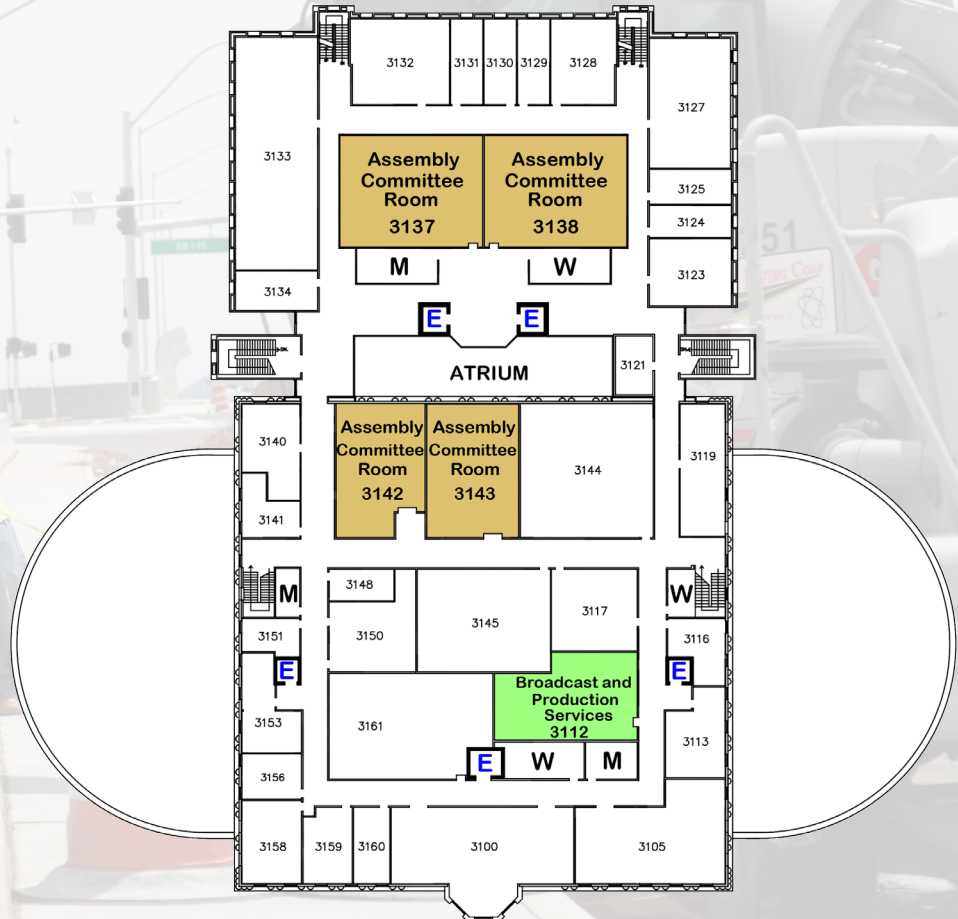 3132
3131
3130
3129
3128
3127
3133
Assembly
Committee
Room
3137
Assembly
Committee
Room
3138
3125
3124
3123
M
W
3134
E
E
3121
ATRIUM
3140
Assembly
Committee
Room
3142
Assembly
Committee
Room
3143
3144
3119
3141
M
3148
3150
3145
3117
W
3151
3116
E
E
3153
Broadcast and
Production
Services
3112
3161
3113
E
W
M
3156
3158
3159
3160
3100
3105
51